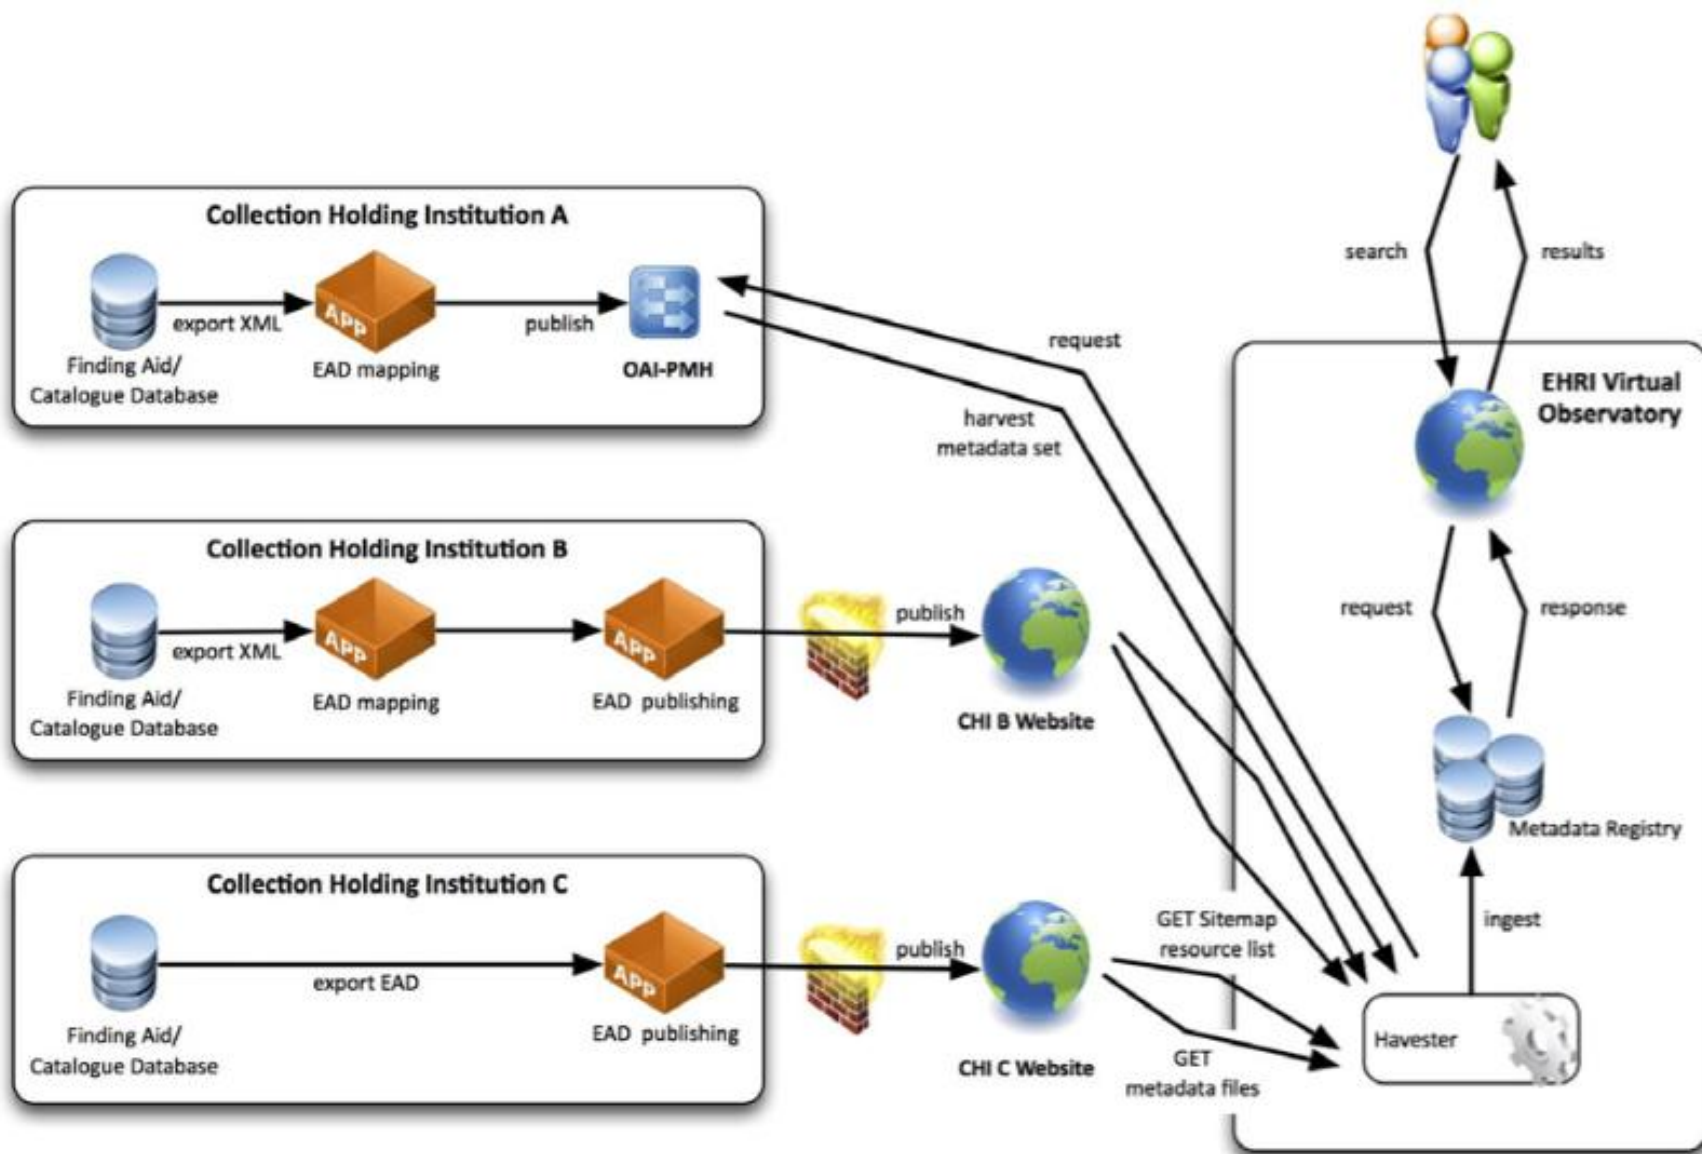 Collection Holding Institution A
APP
export XML
publish
Finding Aid/
Catalogue Database
EAD mapping
OAI-PMH
request
harvest
metadata set
search
results
EHRI Virtual
Observatory
Collection Holding Institution B
APP
APP
export XML
publish
Finding Aid/
Catalogue Database
EAD mapping
EAD publishing
CHI B Website
request
response
Metadata Registry
Collection Holding Institution C
APP
export EAD
publish
Finding Aid/
Catalogue Database
EAD publishing
CHI C Website
GET Sitemap
resource list
GET
metadata files
ingest
Havester